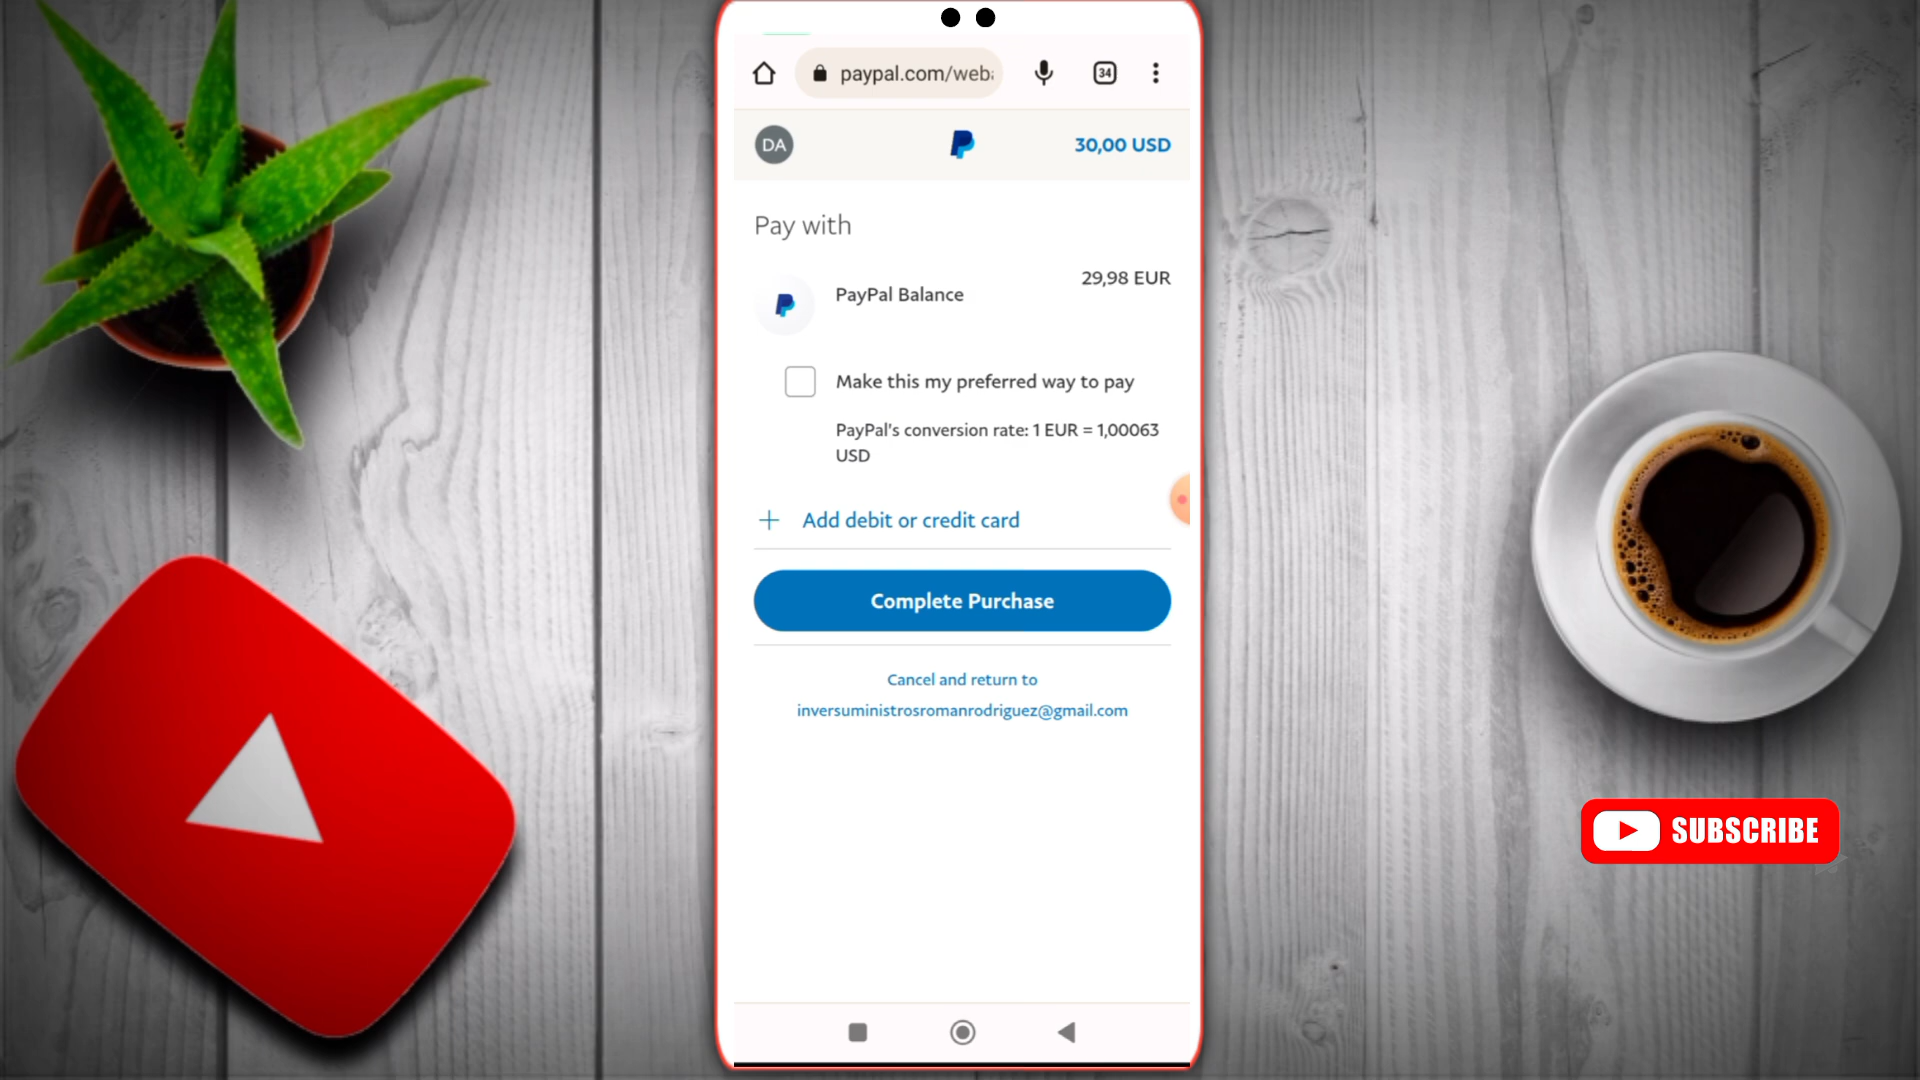 paypal.com/web
34
DA
30,00 USD
Pay with
29,98 EUR
PayPal Balance
Make this my preferred way to pay
PayPal's conversion rate: 1 EUR = 1,00063
USD
+ Add debit or credit card
Complete Purchase
Cancel and return to
inversuministrosromanrodriguez@gmail.com
SUBSCRIBE